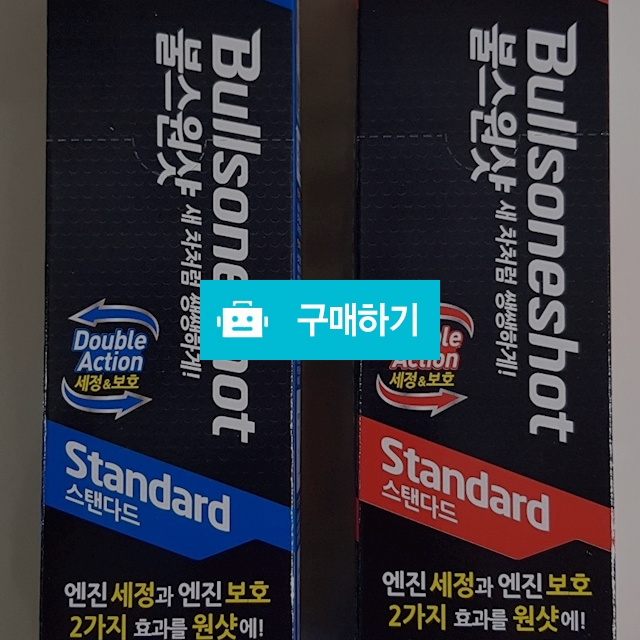 Bullsoneshot
불스원샷
새 차처럼 쌩쌩하게!!
Double
Action
세정&보호
Standard
스탠다드
엔진 세정과 엔진 보호
2가지 효과를 원샷에!
Bullsoneshot
불스원샷
새 차처럼 쌩쌩하게!!
Action
세정&보호
Standard
스탠다드
엔진 세정과 엔진 보호
2가지 효과를 원샷에!
구매하기